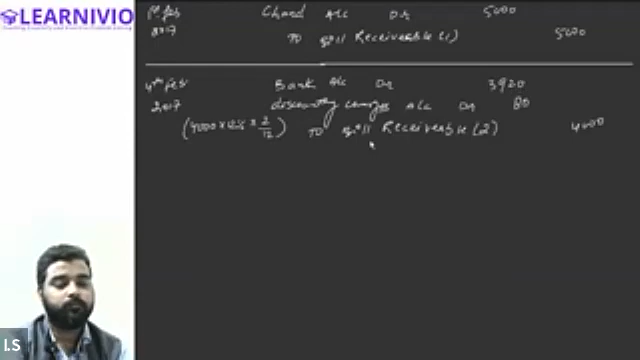 LEARNIVIO
1st Feb Chand A/C Dr 5000
2017 To Bill Receivable (1) 5000
4th Feb Bank A/C Dr 3920
2017 discounting charges A/C Dr 80
(4000 × 12% × 2/12) To Bill Receivable (2) 4000
I.S